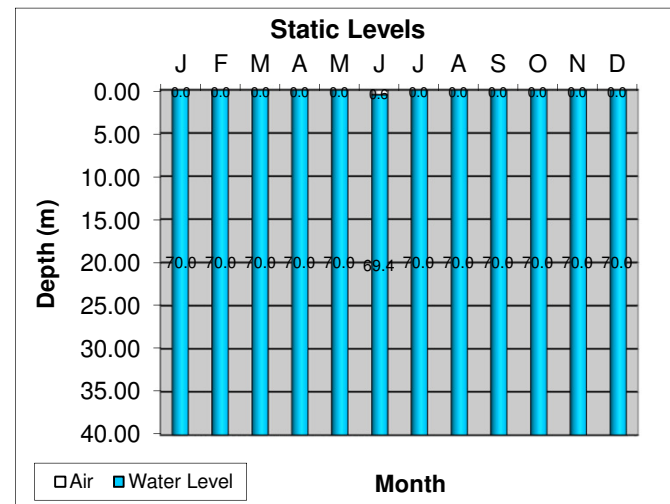 Static Levels
J F M A M J J A S O N D
0.00
0.0 0.0 0.0 0.0 0.0 0.6 0.0 0.0 0.0 0.0 0.0 0.0
5.00
10.00
15.00
20.00
70.0 70.0 70.0 70.0 70.0 69.4 70.0 70.0 70.0 70.0 70.0 70.0
25.00
30.00
35.00
40.00
Depth (m)
Air Water Level
Month